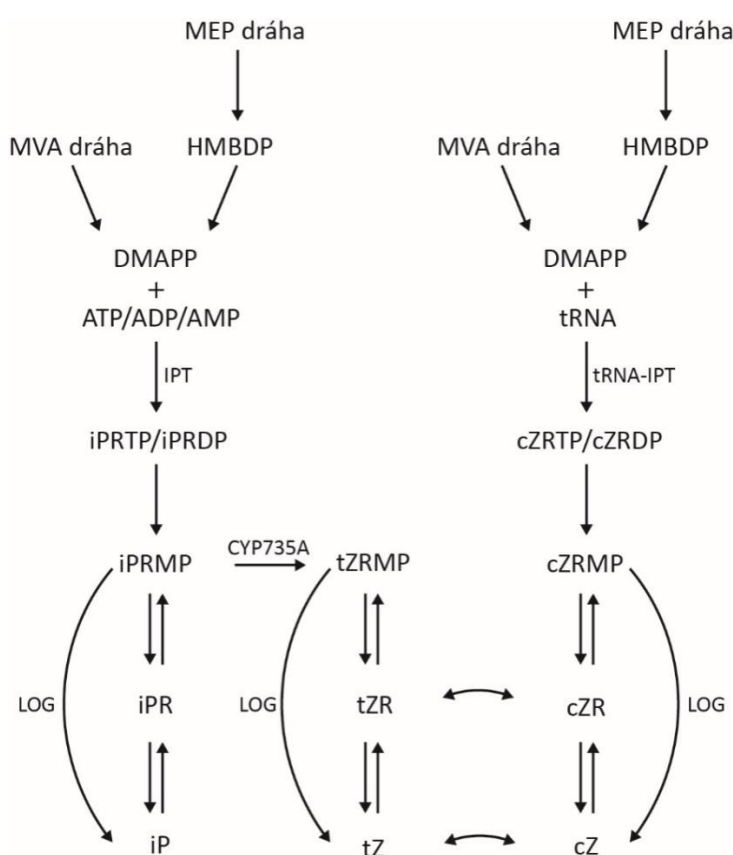 MEP dráha MEP dráha
MVA dráha HMBDP MVA dráha HMBDP
DMAPP DMAPP
+ +
ATP/ADP/AMP tRNA
IPT tRNA-IPT
iPRTP/iPRDP cZRTP/cZRDP
CYP735A
iPRMP tZRMP cZRMP
LOG iPR LOG tZR cZR LOG
iP tZ cZ